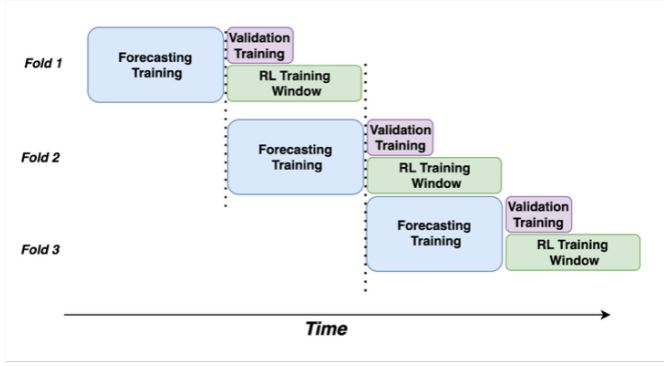 Fold 1
Forecasting
Training
Validation
Training
RL Training
Window
Fold 2
Forecasting
Training
Validation
Training
RL Training
Window
Fold 3
Forecasting
Training
Validation
Training
RL Training
Window
Time